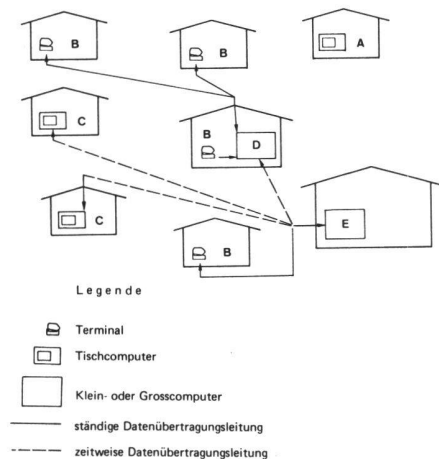 B
B
A
C
B
D
C
B
E
Legende
Terminal
Tischcomputer
Klein- oder Grosscomputer
ständige Datenübertragungsleitung
zeitweise Datenübertragungsleitung